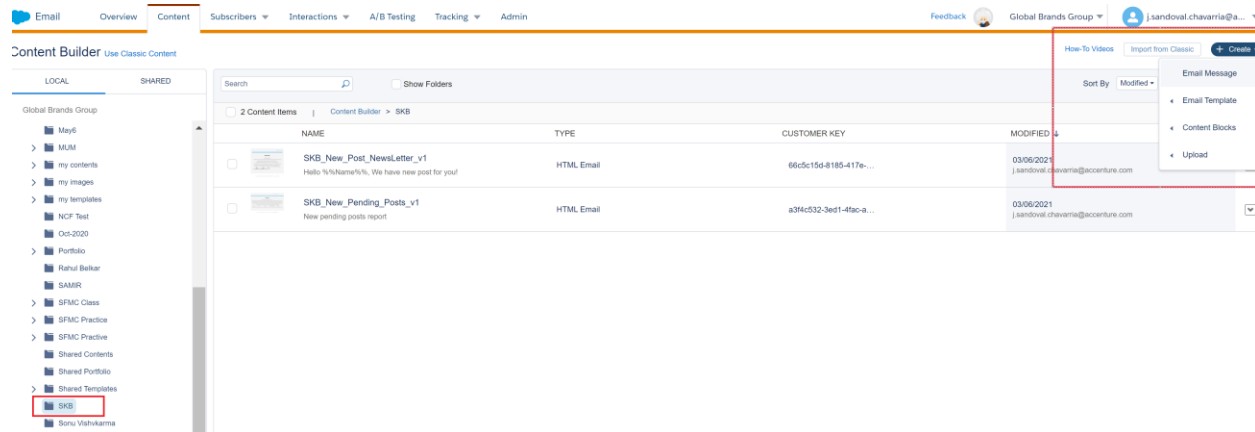 Email Overview Content Subscribers Interactions A/B Testing Tracking Admin Feedback Global Brands Group j.sandoval.chavarria@a...
Content Builder Use Classic Content How-To Videos Import from Classic + Create
LOCAL SHARED
Search Show Folders Sort By Modified
Email Message
Email Template
Content Blocks
Upload
Global Brands Group
May6
MUM
my contents
my images
my templates
NCF Test
Oct-2020
Portfolio
Rahul Belkar
SAMIR
SFMC Class
SFMC Practice
SFMC Practive
Shared Contents
Shared Portfolio
Shared Templates
SKB
Sonu Vishvkarma
2 Content Items | Content Builder > SKB
NAME TYPE CUSTOMER KEY MODIFIED
SKB_New_Post_NewsLetter_v1 HTML Email 66c5c15d-8185-417e-... 03/06/2021
Hello %%Name%%, We have new post for you! j.sandoval.chavarria@accenture.com
SKB_New_Pending_Posts_v1 HTML Email a3f4c532-3ed1-4fac-a... 03/06/2021
New pending posts report j.sandoval.chavarria@accenture.com